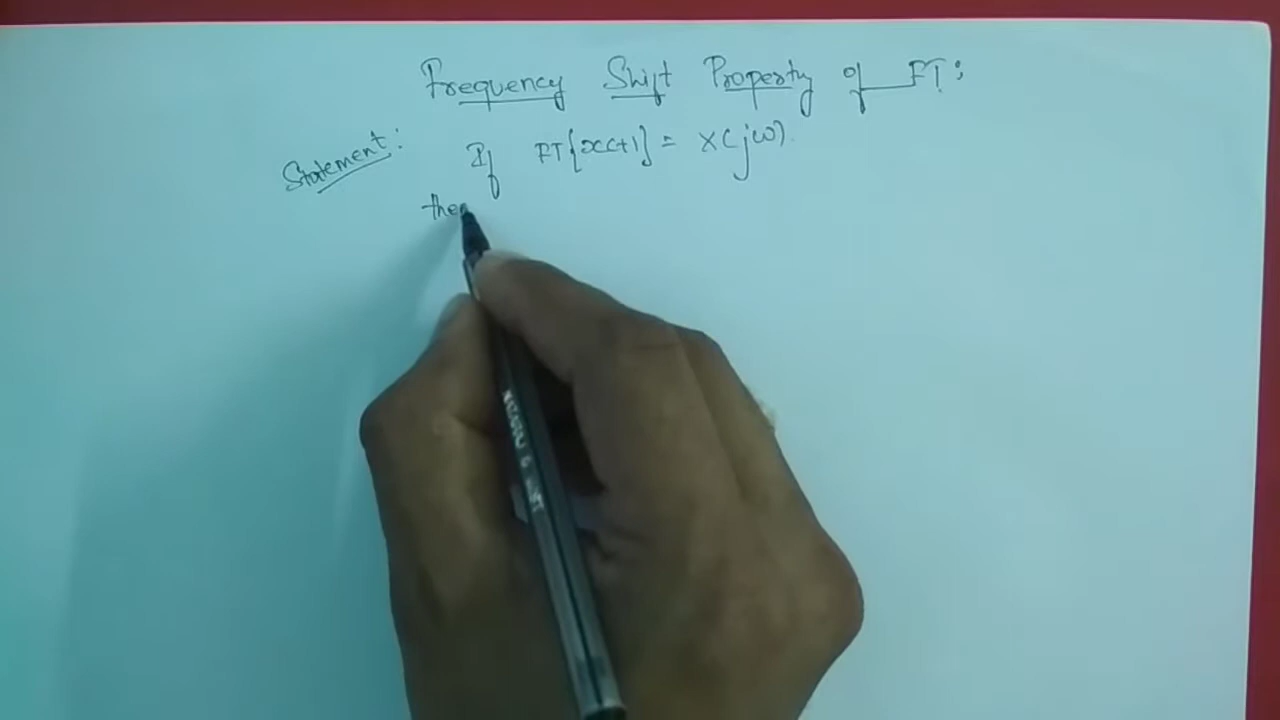 Frequency Shift Property of FT:
Statement: If FT{x(t)} = X(jω)
then